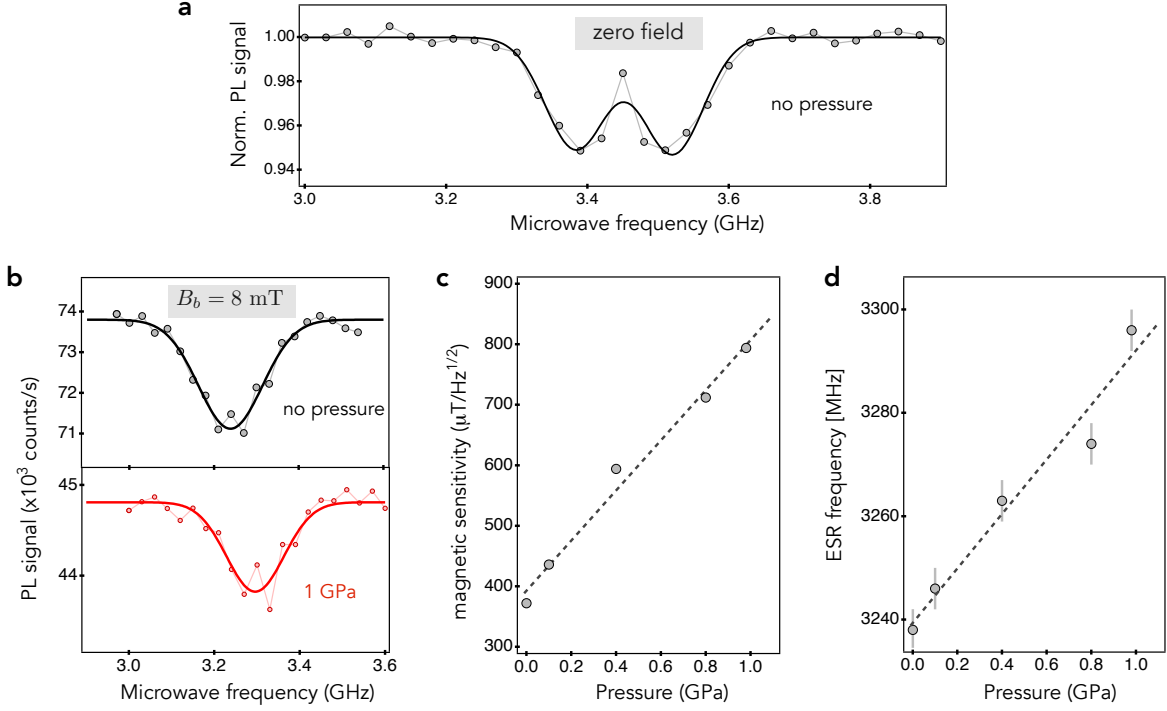 a
zero field
no pressure
Norm. PL signal
1.00
0.98
0.96
0.94
3.0
3.2
3.4
3.6
3.8
Microwave frequency (GHz)
b
B_b = 8 mT
no pressure
74
73
72
71
1 GPa
45
44
PL signal (x10³ counts/s)
3.0
3.2
3.4
3.6
Microwave frequency (GHz)
c
900
800
700
600
500
400
300
magnetic sensitivity (μT/Hz^{1/2})
0.0
0.2
0.4
0.6
0.8
1.0
Pressure (GPa)
d
3300
3280
3260
3240
ESR frequency [MHz]
0.0
0.2
0.4
0.6
0.8
1.0
Pressure (GPa)